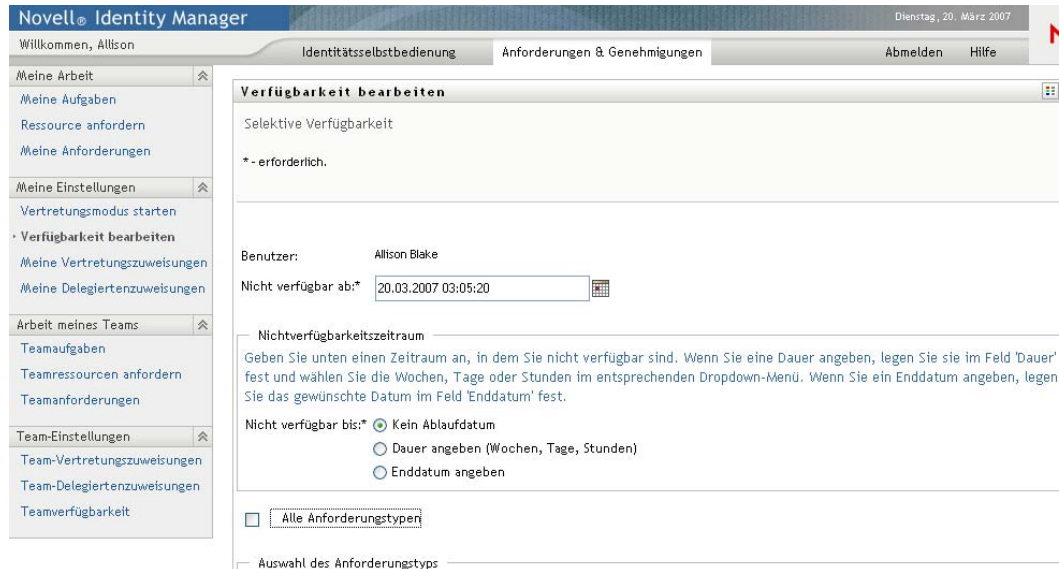 Novell® Identity Manager
Dienstag, 20. März 2007
Willkommen, Allison
Identitätsselbstbedienung
Anforderungen & Genehmigungen
Abmelden
Hilfe
N
Meine Arbeit
Meine Aufgaben
Ressource anfordern
Meine Anforderungen
Meine Einstellungen
Vertretungsmodus starten
Verfügbarkeit bearbeiten
Meine Vertretungszuweisungen
Meine Delegiertenzuweisungen
Arbeit meines Teams
Teamaufgaben
Teamressourcen anfordern
Teamanforderungen
Team-Einstellungen
Team-Vertretungszuweisungen
Team-Delegiertenzuweisungen
Teamverfügbarkeit
Verfügbarkeit bearbeiten
Selektive Verfügbarkeit
* - erforderlich.
Benutzer: Allison Blake
Nicht verfügbar ab:* 20.03.2007 03:05:20
Nichtverfügbarkeitszeitraum
Geben Sie unten einen Zeitraum an, in dem Sie nicht verfügbar sind. Wenn Sie eine Dauer angeben, legen Sie sie im Feld 'Dauer'
fest und wählen Sie die Wochen, Tage oder Stunden im entsprechenden Dropdown-Menü. Wenn Sie ein Enddatum angeben, legen
Sie das gewünschte Datum im Feld 'Enddatum' fest.
Nicht verfügbar bis:* Kein Ablaufdatum
Dauer angeben (Wochen, Tage, Stunden)
Enddatum angeben
Alle Anforderungstypen
Auswahl des Anforderungstyps